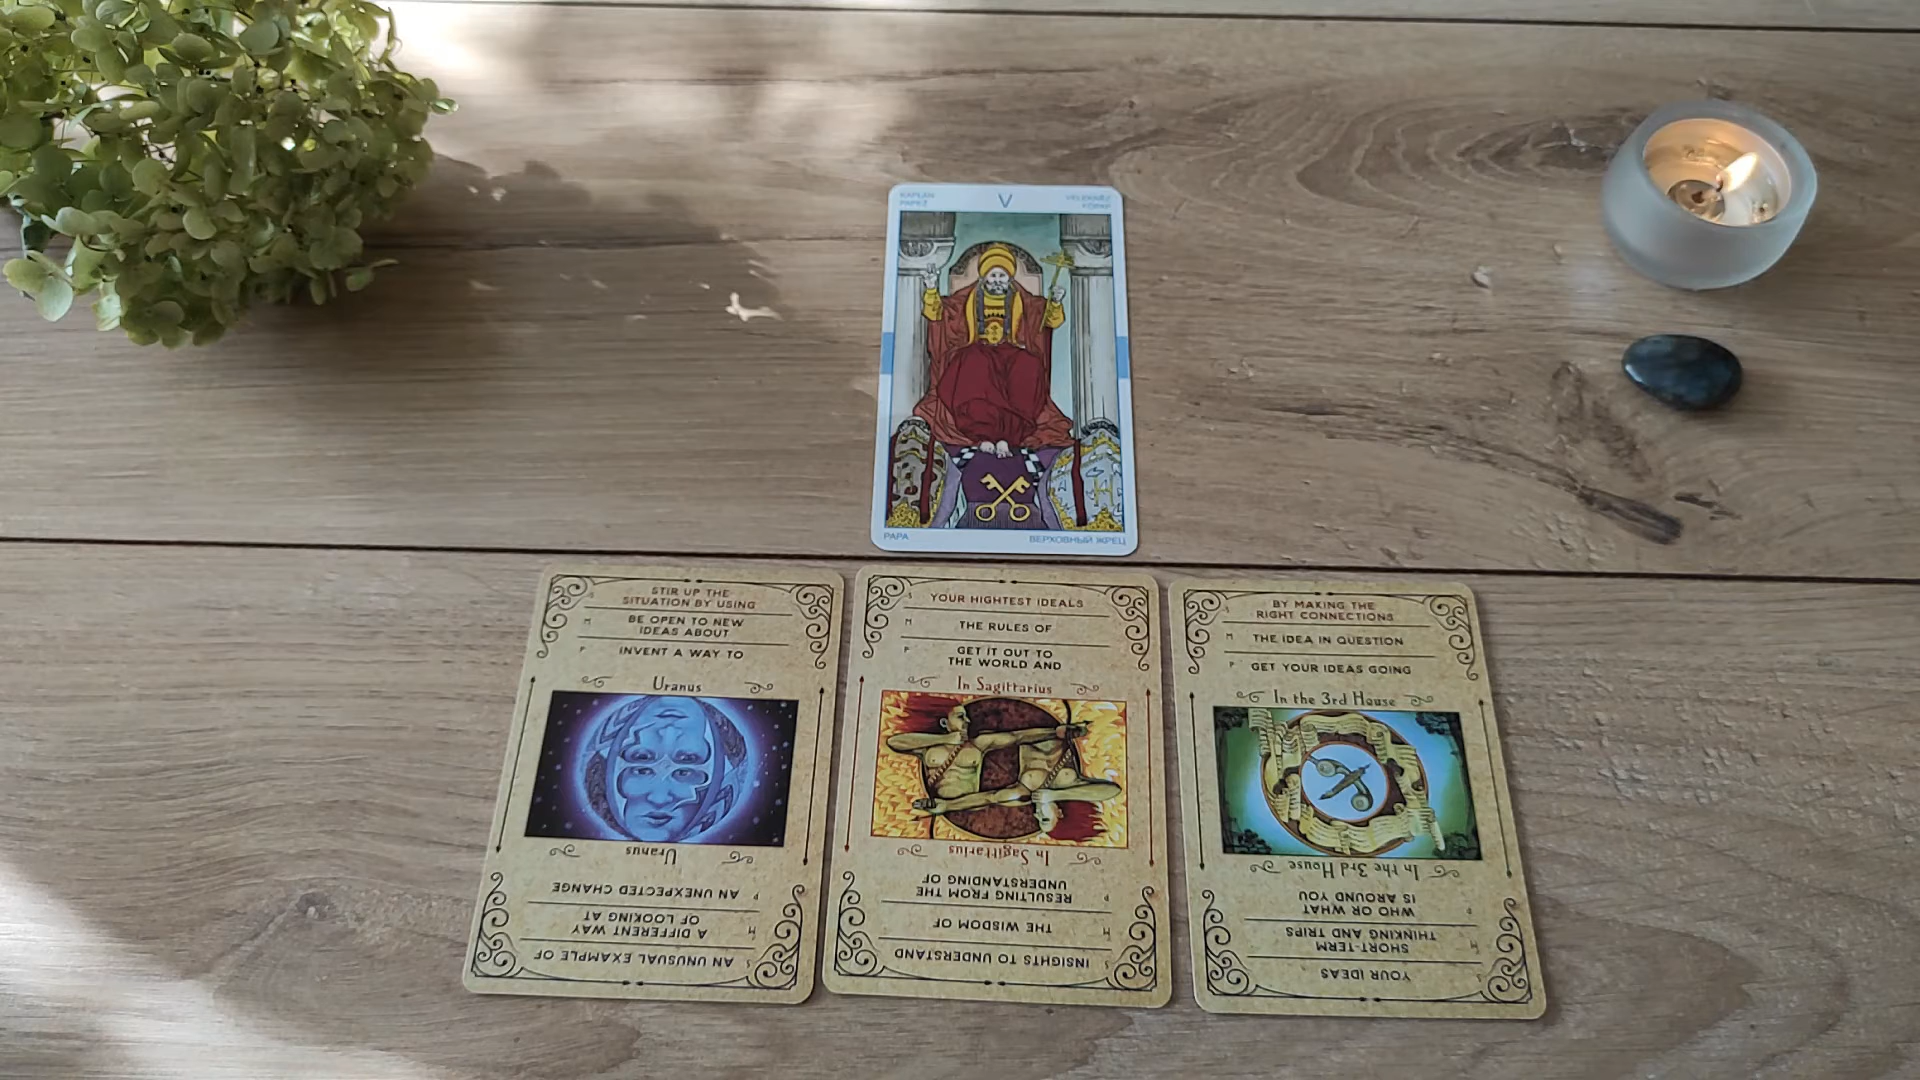 KAPLAN
PAPEŽ
V
PAPA
ВЕРХОВНЫЙ ЖРЕЦ
STIR UP THE
SITUATION BY USING
S
BE OPEN TO NEW
IDEAS ABOUT
M
INVENT A WAY TO
P
Uranus
Uranus
AN UNEXPECTED CHANGE
P
A DIFFERENT WAY
OF LOOKING AT
M
AN UNUSUAL EXAMPLE OF
S
YOUR HIGHTEST IDEALS
S
THE RULES OF
M
GET IT OUT TO
THE WORLD AND
P
In Sagittarius
In Sagittarius
RESULTING FROM THE
UNDERSTANDING OF
P
THE WISDOM OF
M
INSIGHTS TO UNDERSTAND
S
BY MAKING THE
RIGHT CONNECTIONS
S
THE IDEA IN QUESTION
M
GET YOUR IDEAS GOING
P
In the 3rd House
In the 3rd House
WHO OR WHAT
IS AROUND YOU
P
SHORT-TERM
THINKING AND TRIPS
M
YOUR IDEAS
S